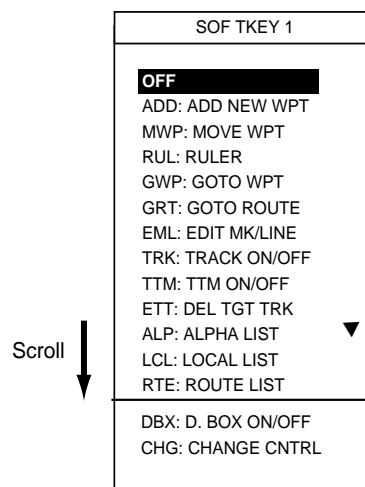 SOF TKEY 1
OFF
ADD: ADD NEW WPT
MWP: MOVE WPT
RUL: RULER
GWP: GOTO WPT
GRT: GOTO ROUTE
EML: EDIT MK/LINE
TRK: TRACK ON/OFF
TTM: TTM ON/OFF
ETT: DEL TGT TRK
ALP: ALPHA LIST
Scroll
LCL: LOCAL LIST
RTE: ROUTE LIST
DBX: D. BOX ON/OFF
CHG: CHANGE CNTRL